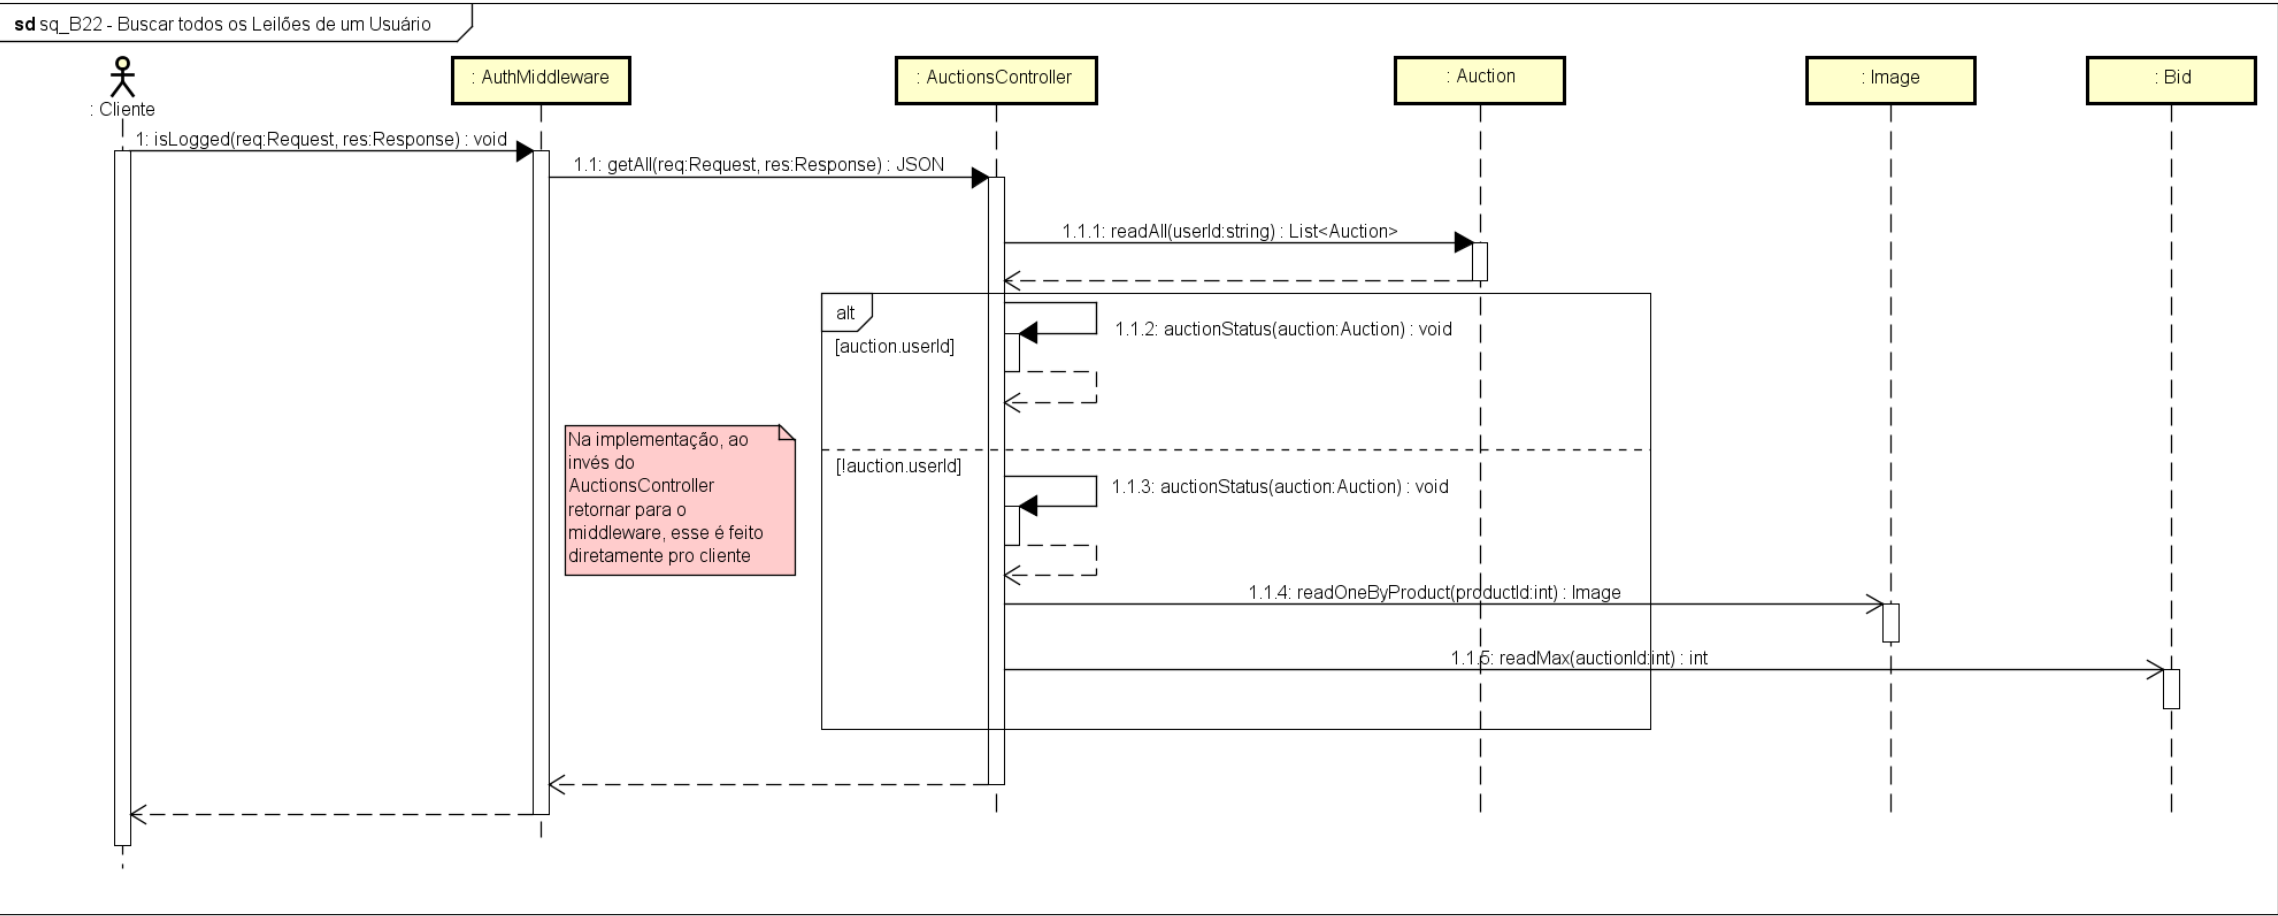 sd sq_B22 - Buscar todos os Leilões de um Usuário
: Cliente
: AuthMiddleware
: AuctionsController
: Auction
: Image
: Bid
1: isLogged(req:Request, res:Response) : void
1.1: getAll(req:Request, res:Response) : JSON
1.1.1: readAll(userId:string) : List<Auction>
alt
1.1.2: auctionStatus(auction:Auction) : void
[auction.userId]
Na implementação, ao
invés do
AuctionsController
retornar para o
middleware, esse é feito
diretamente pro cliente
[!auction.userId]
1.1.3: auctionStatus(auction:Auction) : void
1.1.4: readOneByProduct(productId:int) : Image
1.1.5: readMax(auctionId:int) : int